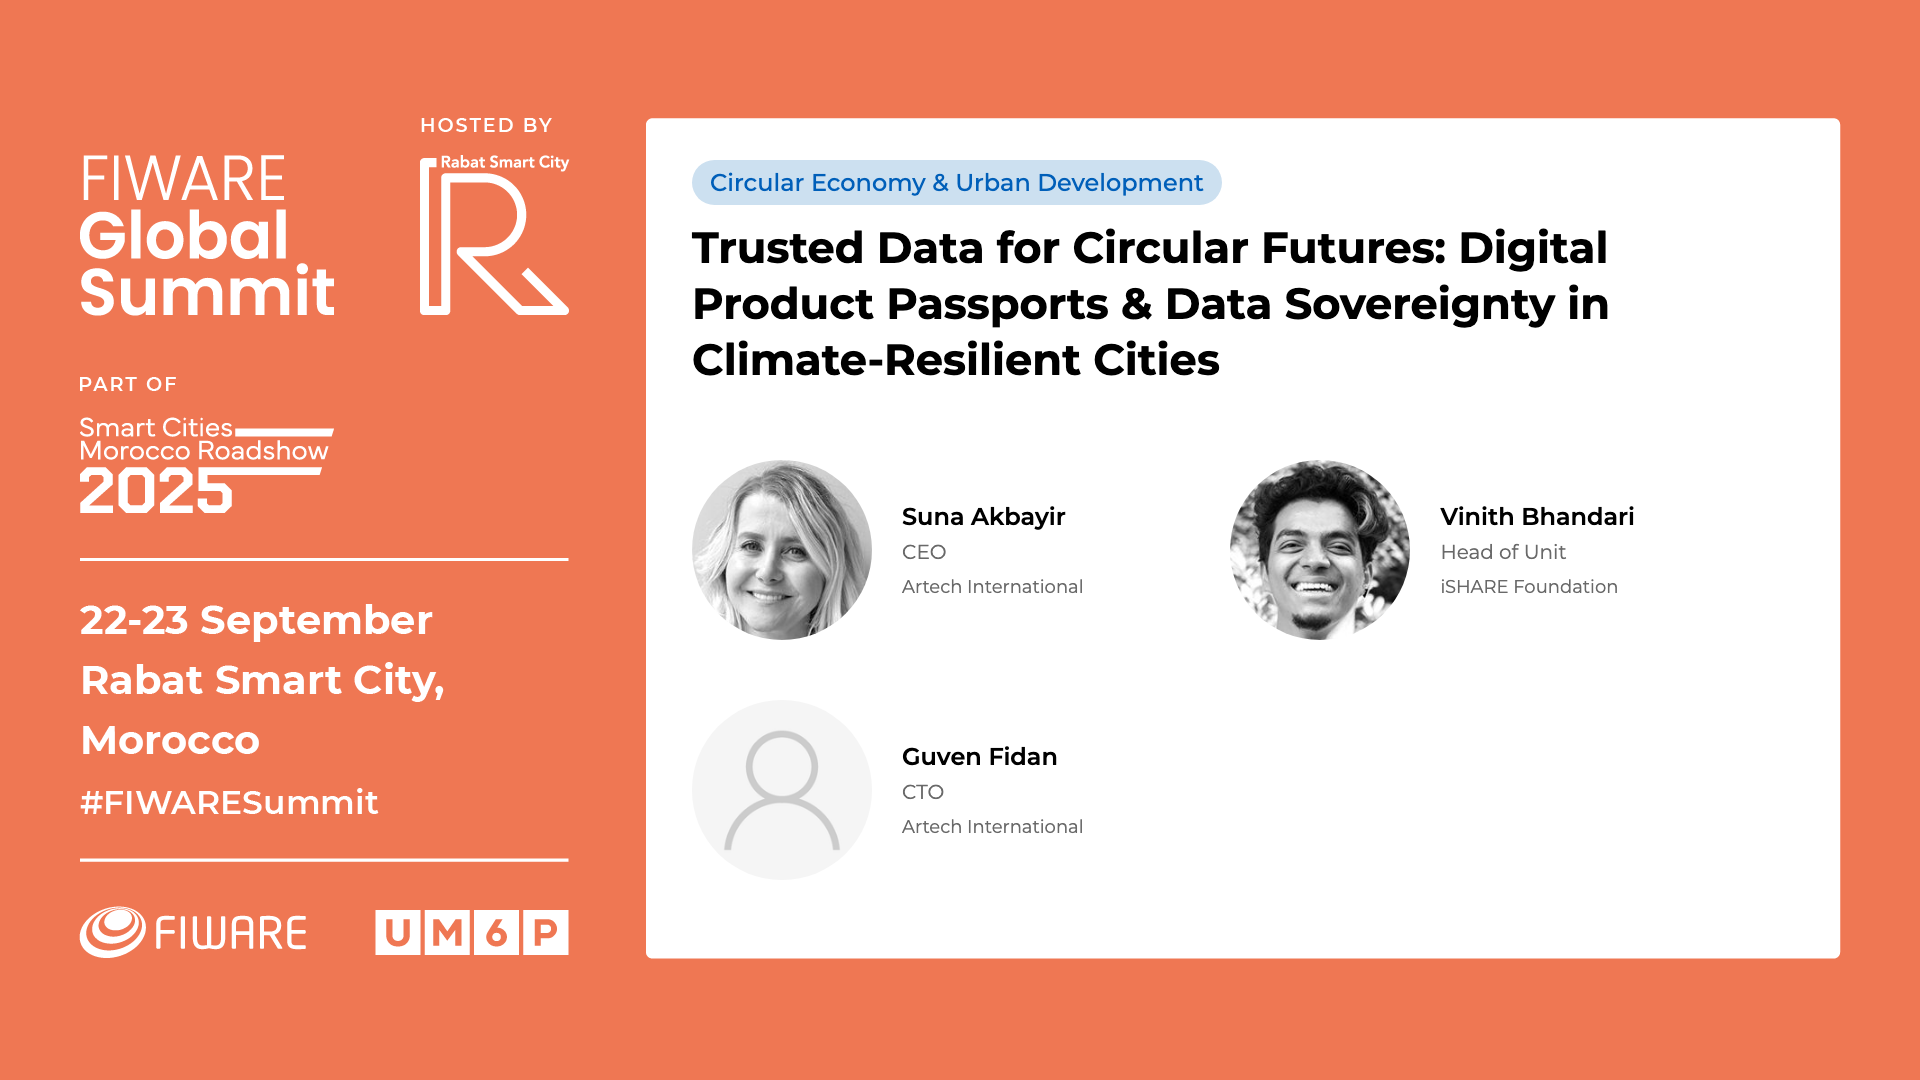 FIWARE
Global
Summit
HOSTED BY
Rabat Smart City
R
PART OF
Smart Cities
Morocco Roadshow
2025
22-23 September
Rabat Smart City,
Morocco
#FIWARESummit
FIWARE
UM6P
Circular Economy & Urban Development
Trusted Data for Circular Futures: Digital
Product Passports & Data Sovereignty in
Climate-Resilient Cities
Suna Akbayir
CEO
Artech International
Vinith Bhandari
Head of Unit
iSHARE Foundation
Guven Fidan
CTO
Artech International